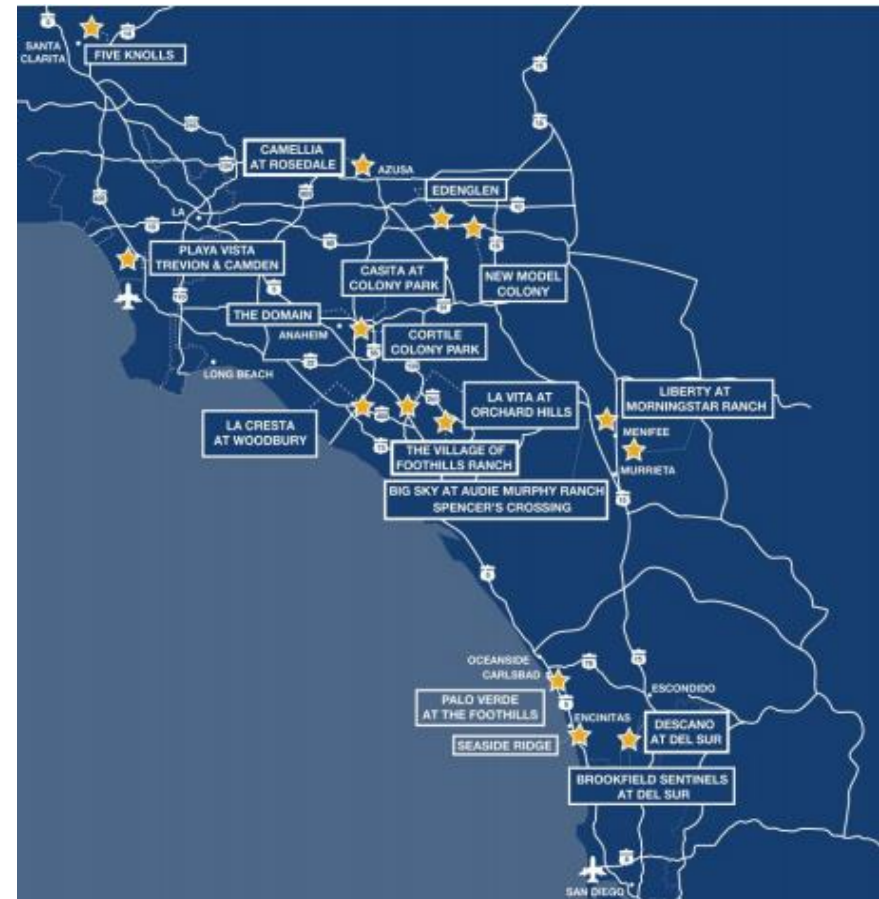 SANTA
CLARITA
FIVE KNOLLS
CAMELLIA
AT ROSEDALE
AZUSA
EDENGLEN
LA
PLAYA VISTA
TREVION & CAMDEN
CASITA AT
COLONY PARK
NEW MODEL
COLONY
THE DOMAIN
ANAHEIM
CORTILE
COLONY PARK
LONG BEACH
LA VITA AT
ORCHARD HILLS
LIBERTY AT
MORNINGSTAR RANCH
LA CRESTA
AT WOODBURY
MENIFEE
THE VILLAGE OF
FOOTHILLS RANCH
MURRIETA
BIG SKY AT AUDIE MURPHY RANCH
SPENCER'S CROSSING
OCEANSIDE
CARLSBAD
ESCONDIDO
PALO VERDE
AT THE FOOTHILLS
ENCINITAS
DESCANO
AT DEL SUR
SEASIDE RIDGE
BROOKFIELD SENTINELS
AT DEL SUR
SAN DIEGO